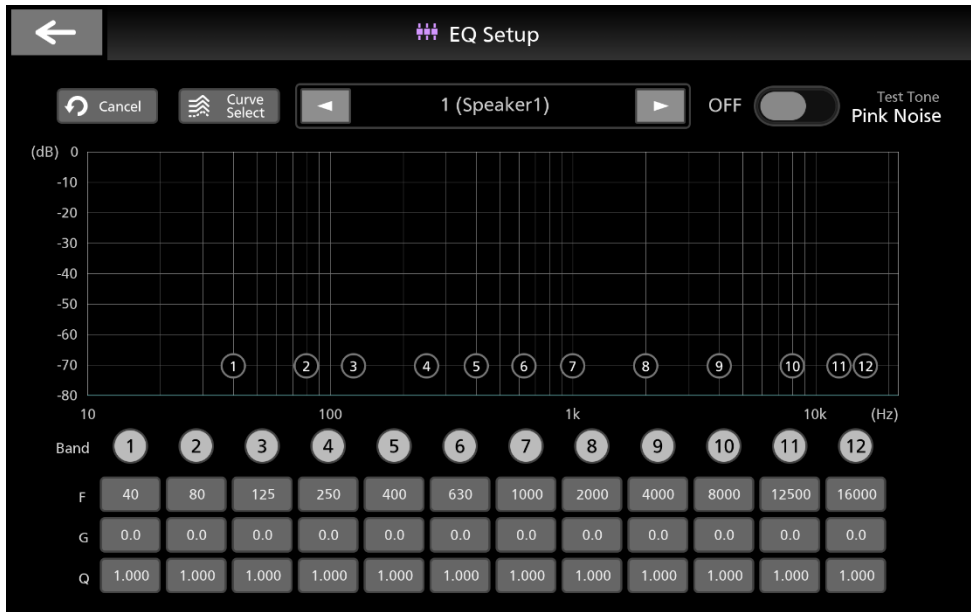 EQ Setup
Cancel
Curve
Select
1 (Speaker1)
OFF
Test Tone
Pink Noise
(dB) 0
-10
-20
-30
-40
-50
-60
-70
-80
1 2 3 4 5 6 7 8 9 10 11 12
10 100 1k 10k (Hz)
Band 1 2 3 4 5 6 7 8 9 10 11 12
F 40 80 125 250 400 630 1000 2000 4000 8000 12500 16000
G 0.0 0.0 0.0 0.0 0.0 0.0 0.0 0.0 0.0 0.0 0.0 0.0
Q 1.000 1.000 1.000 1.000 1.000 1.000 1.000 1.000 1.000 1.000 1.000 1.000